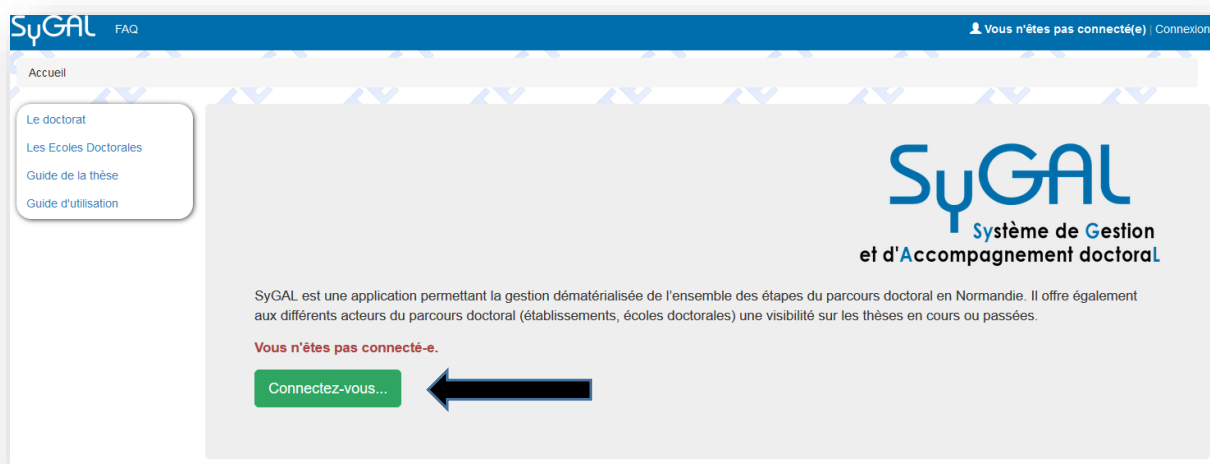 SyGAL FAQ Vous n'êtes pas connecté(e) | Connexion
Accueil
Le doctorat
Les Ecoles Doctorales
Guide de la thèse
Guide d'utilisation
SyGAL
Système de Gestion
et d'Accompagnement doctoraL
SyGAL est une application permettant la gestion dématérialisée de l'ensemble des étapes du parcours doctoral en Normandie. Il offre également
aux différents acteurs du parcours doctoral (établissements, écoles doctorales) une visibilité sur les thèses en cours ou passées.
Vous n'êtes pas connecté-e.
Connectez-vous...